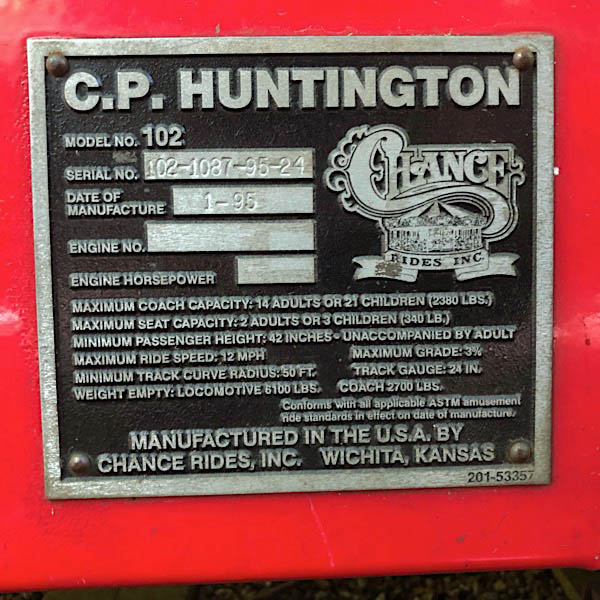 C.P. HUNTINGTON
MODEL NO. 102
SERIAL NO. 102-1087-95-24
DATE OF
MANUFACTURE 1-95
ENGINE NO.
ENGINE HORSEPOWER
CHANCE
RIDES INC.
MAXIMUM COACH CAPACITY: 14 ADULTS OR 21 CHILDREN (2380 LBS.)
MAXIMUM SEAT CAPACITY: 2 ADULTS OR 3 CHILDREN (340 LB.)
MINIMUM PASSENGER HEIGHT: 42 INCHES - UNACCOMPANIED BY ADULT
MAXIMUM RIDE SPEED: 12 MPH MAXIMUM GRADE: 3%
MINIMUM TRACK CURVE RADIUS: 50 FT. TRACK GAUGE: 24 IN.
WEIGHT EMPTY: LOCOMOTIVE 6100 LBS. COACH 2700 LBS.
Conforms with all applicable ASTM amusement
ride standards in effect on date of manufacture.
MANUFACTURED IN THE U.S.A. BY
CHANCE RIDES, INC. WICHITA, KANSAS
201-53357